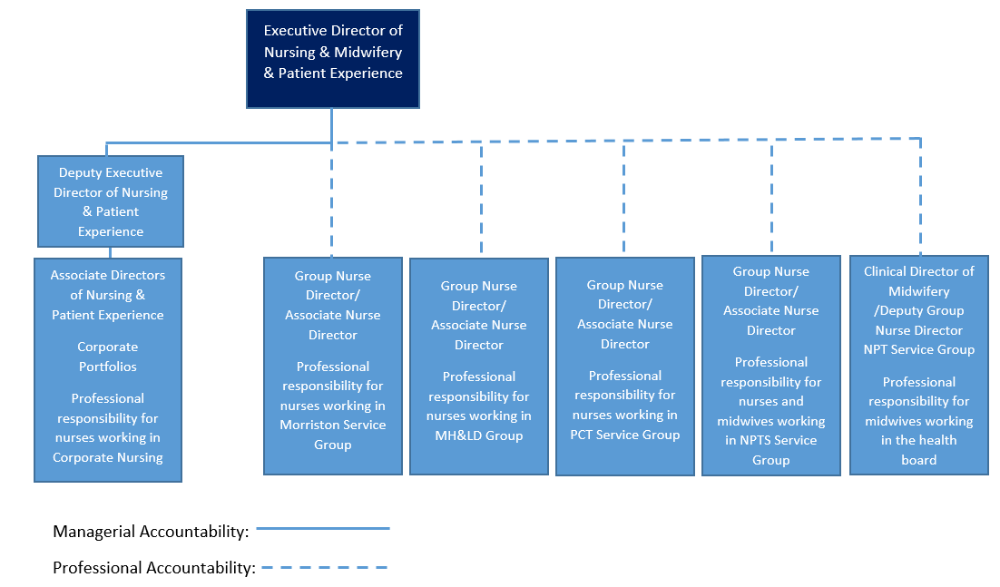 Executive Director of
Nursing & Midwifery
& Patient Experience
Deputy Executive
Director of Nursing
& Patient
Experience
Associate Directors
of Nursing &
Patient Experience
Corporate
Portfolios
Professional
responsibility for
nurses working in
Corporate Nursing
Group Nurse
Director/
Associate Nurse
Director
Professional
responsibility for
nurses working in
Morriston Service
Group
Group Nurse
Director/
Associate Nurse
Director
Professional
responsibility for
nurses working in
MH&LD Group
Group Nurse
Director/
Associate Nurse
Director
Professional
responsibility for
nurses working in
PCT Service Group
Group Nurse
Director/
Associate Nurse
Director
Professional
responsibility for
nurses and
midwives working
in NPTS Service
Group
Clinical Director of
Midwifery
/Deputy Group
Nurse Director
NPT Service Group
Professional
responsibility for
midwives working
in the health
board
Managerial Accountability:
Professional Accountability: